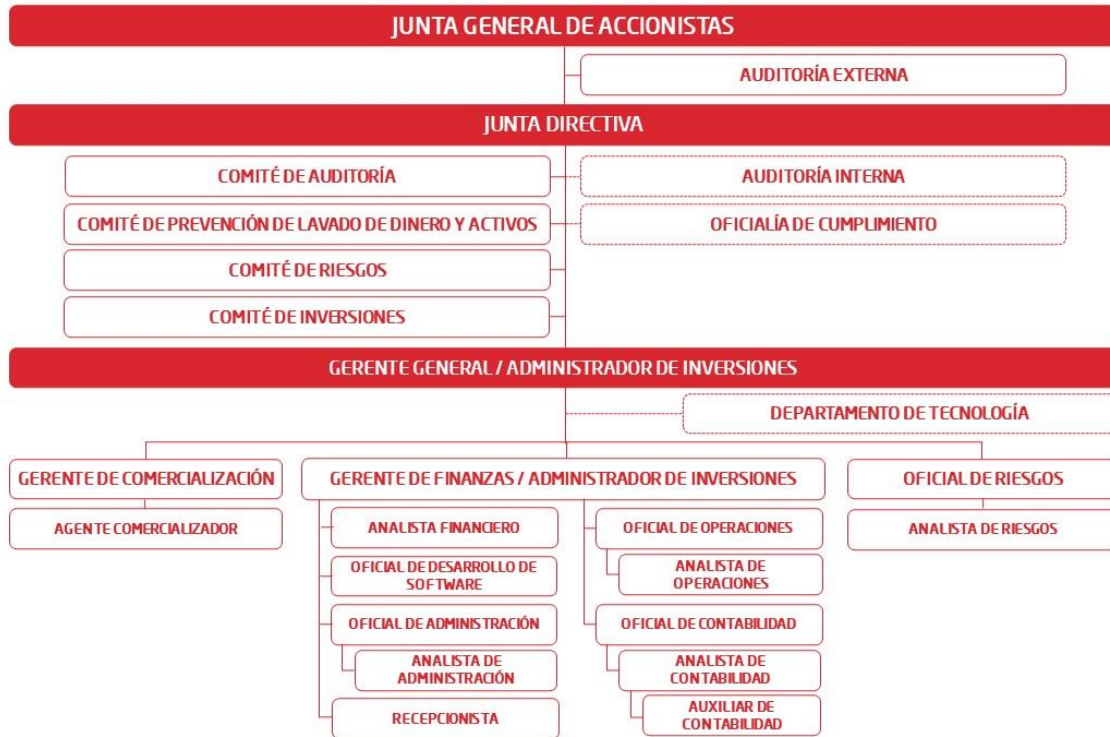 JUNTA GENERAL DE ACCIONISTAS
AUDITORÍA EXTERNA
JUNTA DIRECTIVA
COMITÉ DE AUDITORÍA
AUDITORÍA INTERNA
COMITÉ DE PREVENCIÓN DE LAVADO DE DINERO Y ACTIVOS
OFICIALÍA DE CUMPLIMIENTO
COMITÉ DE RIESGOS
COMITÉ DE INVERSIONES
GERENTE GENERAL / ADMINISTRADOR DE INVERSIONES
DEPARTAMENTO DE TECNOLOGÍA
GERENTE DE COMERCIALIZACIÓN
AGENTE COMERCIALIZADOR
GERENTE DE FINANZAS / ADMINISTRADOR DE INVERSIONES
ANALISTA FINANCIERO
OFICIAL DE DESARROLLO DE
SOFTWARE
OFICIAL DE ADMINISTRACIÓN
ANALISTA DE
ADMINISTRACIÓN
RECEPCIONISTA
OFICIAL DE OPERACIONES
ANALISTA DE
OPERACIONES
OFICIAL DE CONTABILIDAD
ANALISTA DE
CONTABILIDAD
AUXILIAR DE
CONTABILIDAD
OFICIAL DE RIESGOS
ANALISTA DE RIESGOS